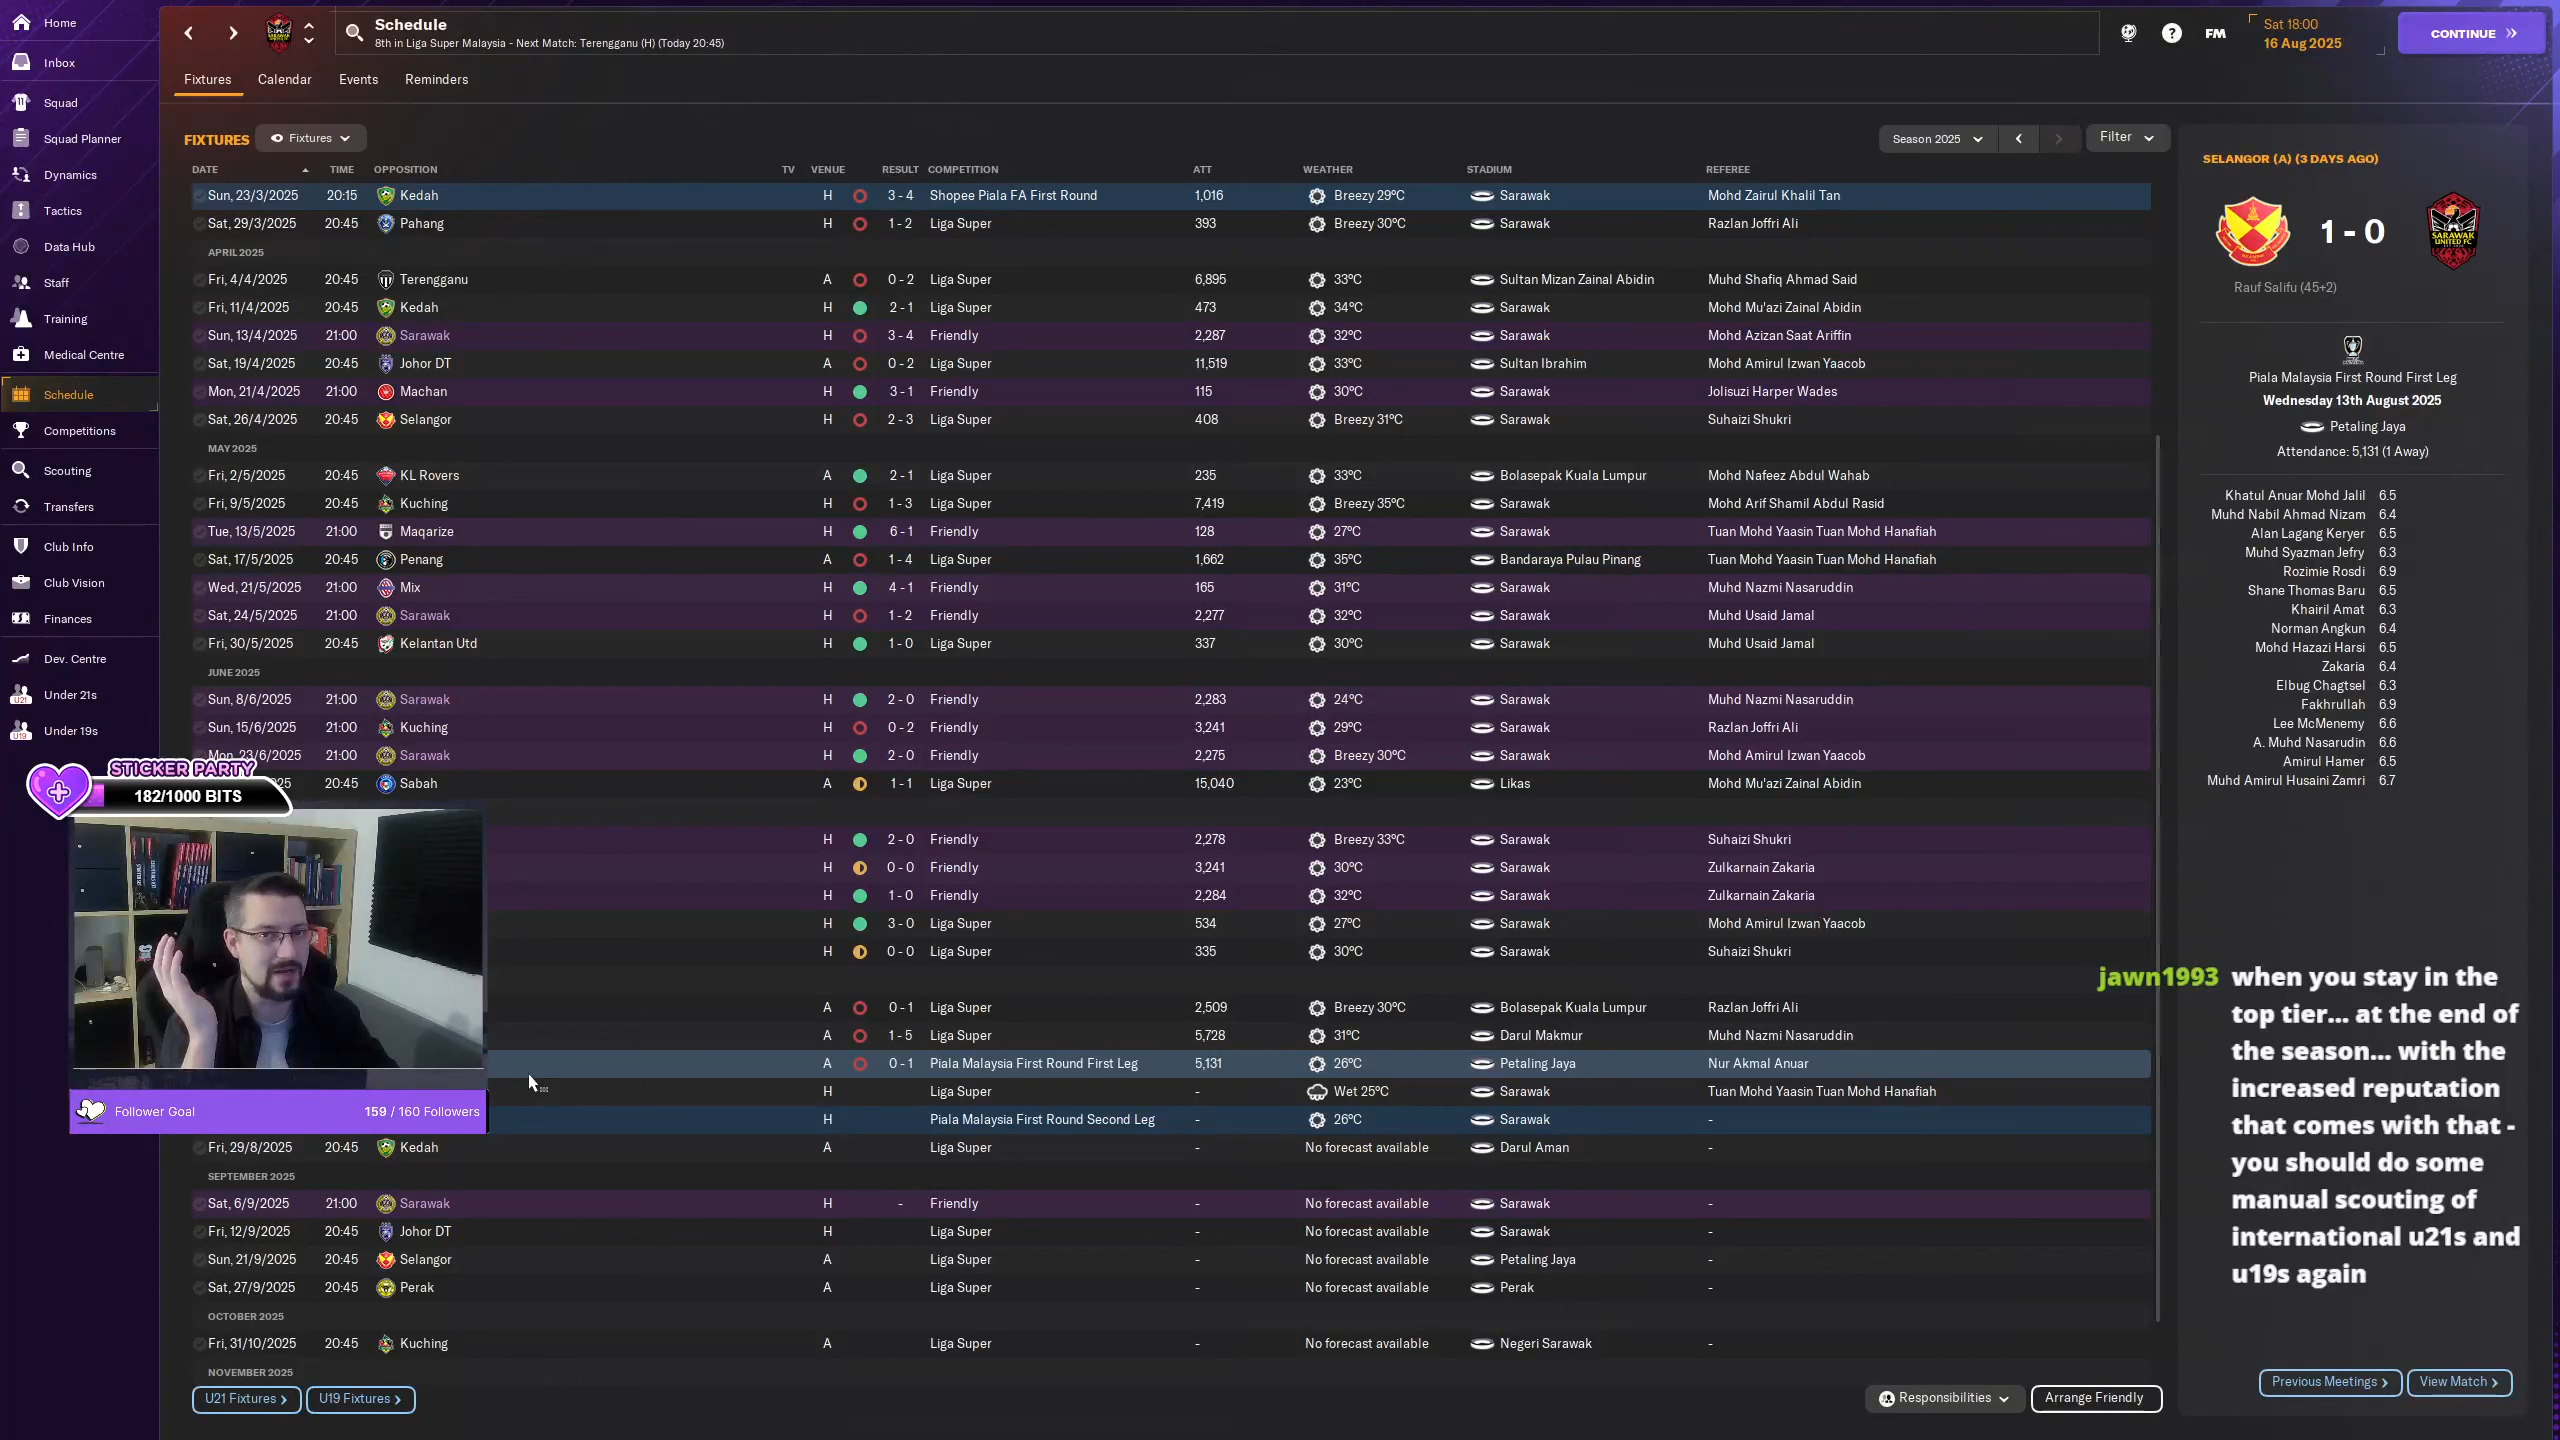 Home
Inbox
Squad
Squad Planner
Dynamics
Tactics
Data Hub
Staff
Training
Medical Centre
Schedule
Competitions
Scouting
Transfers
Club Info
Club Vision
Finances
Dev. Centre
Under 21s
Under 19s
Schedule
8th in Liga Super Malaysia - Next Match: Terengganu (H) (Today 20:45)
FM
Sat 18:00
16 Aug 2025
CONTINUE
Fixtures Calendar Events Reminders
FIXTURES Fixtures Season 2025 Filter
DATE TIME OPPOSITION TV VENUE RESULT COMPETITION ATT WEATHER STADIUM REFEREE
Sun, 23/3/2025 20:15 Kedah H 3 - 4 Shopee Piala FA First Round 1,016 Breezy 29ºC Sarawak Mohd Zairul Khalil Tan
Sat, 29/3/2025 20:45 Pahang H 1 - 2 Liga Super 393 Breezy 30ºC Sarawak Razlan Joffri Ali
APRIL 2025
Fri, 4/4/2025 20:45 Terengganu A 0 - 2 Liga Super 6,895 33ºC Sultan Mizan Zainal Abidin Muhd Shafiq Ahmad Said
Fri, 11/4/2025 20:45 Kedah H 2 - 1 Liga Super 473 34ºC Sarawak Mohd Mu'azi Zainal Abidin
Sun, 13/4/2025 21:00 Sarawak H 3 - 4 Friendly 2,287 32ºC Sarawak Mohd Azizan Saat Ariffin
Sat, 19/4/2025 20:45 Johor DT A 0 - 2 Liga Super 11,519 33ºC Sultan Ibrahim Mohd Amirul Izwan Yaacob
Mon, 21/4/2025 21:00 Machan H 3 - 1 Friendly 115 30ºC Sarawak Jolisuzi Harper Wades
Sat, 26/4/2025 20:45 Selangor H 2 - 3 Liga Super 408 Breezy 31ºC Sarawak Suhaizi Shukri
MAY 2025
Fri, 2/5/2025 20:45 KL Rovers A 2 - 1 Liga Super 235 33ºC Bolasepak Kuala Lumpur Mohd Nafeez Abdul Wahab
Fri, 9/5/2025 20:45 Kuching H 1 - 3 Liga Super 7,419 Breezy 35ºC Sarawak Mohd Arif Shamil Abdul Rasid
Tue, 13/5/2025 21:00 Maqarize H 6 - 1 Friendly 128 27ºC Sarawak Tuan Mohd Yaasin Tuan Mohd Hanafiah
Sat, 17/5/2025 20:45 Penang A 1 - 4 Liga Super 1,662 35ºC Bandaraya Pulau Pinang Tuan Mohd Yaasin Tuan Mohd Hanafiah
Wed, 21/5/2025 21:00 Mix H 4 - 1 Friendly 165 31ºC Sarawak Muhd Nazmi Nasaruddin
Sat, 24/5/2025 21:00 Sarawak H 1 - 2 Friendly 2,277 32ºC Sarawak Muhd Usaid Jamal
Fri, 30/5/2025 20:45 Kelantan Utd H 1 - 0 Liga Super 337 30ºC Sarawak Muhd Usaid Jamal
JUNE 2025
Sun, 8/6/2025 21:00 Sarawak H 2 - 0 Friendly 2,283 24ºC Sarawak Muhd Nazmi Nasaruddin
Sun, 15/6/2025 21:00 Kuching H 0 - 2 Friendly 3,241 29ºC Sarawak Razlan Joffri Ali
Mon, 23/6/2025 21:00 Sarawak H 2 - 0 Friendly 2,275 Breezy 30ºC Sarawak Mohd Amirul Izwan Yaacob
20:45 Sabah A 1 - 1 Liga Super 15,040 23ºC Likas Mohd Mu'azi Zainal Abidin
H 2 - 0 Friendly 2,278 Breezy 33ºC Sarawak Suhaizi Shukri
H 0 - 0 Friendly 3,241 30ºC Sarawak Zulkarnain Zakaria
H 1 - 0 Friendly 2,284 32ºC Sarawak Zulkarnain Zakaria
H 3 - 0 Liga Super 534 27ºC Sarawak Mohd Amirul Izwan Yaacob
H 0 - 0 Liga Super 335 30ºC Sarawak Suhaizi Shukri
A 0 - 1 Liga Super 2,509 Breezy 30ºC Bolasepak Kuala Lumpur Razlan Joffri Ali
A 1 - 5 Liga Super 5,728 31ºC Darul Makmur Muhd Nazmi Nasaruddin
A 0 - 1 Piala Malaysia First Round First Leg 5,131 26ºC Petaling Jaya Nur Akmal Anuar
H Liga Super - Wet 25ºC Sarawak Tuan Mohd Yaasin Tuan Mohd Hanafiah
H Piala Malaysia First Round Second Leg - 26ºC Sarawak -
Fri, 29/8/2025 20:45 Kedah A Liga Super - No forecast available Darul Aman -
SEPTEMBER 2025
Sat, 6/9/2025 21:00 Sarawak H - Friendly - No forecast available Sarawak -
Fri, 12/9/2025 20:45 Johor DT H Liga Super - No forecast available Sarawak -
Sun, 21/9/2025 20:45 Selangor A Liga Super - No forecast available Petaling Jaya -
Sat, 27/9/2025 20:45 Perak A Liga Super - No forecast available Perak -
OCTOBER 2025
Fri, 31/10/2025 20:45 Kuching A Liga Super - No forecast available Negeri Sarawak -
NOVEMBER 2025
U21 Fixtures U19 Fixtures Responsibilities Arrange Friendly
STICKER PARTY
182/1000 BITS
Follower Goal 159 / 160 Followers
SELANGOR (A) (3 DAYS AGO)
1 - 0
SARAWAK
UNITED FC
Rauf Salifu (45+2)
Piala Malaysia First Round First Leg
Wednesday 13th August 2025
Petaling Jaya
Attendance: 5,131 (1 Away)
Khatul Anuar Mohd Jalil 6.5
Muhd Nabil Ahmad Nizam 6.4
Alan Lagang Keryer 6.5
Muhd Syazman Jefry 6.3
Rozimie Rosdi 6.9
Shane Thomas Baru 6.5
Khairil Amat 6.3
Norman Angkun 6.4
Mohd Hazazi Harsi 6.5
Zakaria 6.4
Elbug Chagtsel 6.3
Fakhrullah 6.9
Lee McMenemy 6.6
A. Muhd Nasarudin 6.6
Amirul Hamer 6.5
Muhd Amirul Husaini Zamri 6.7
jawn1993 when you stay in the
top tier... at the end of
the season... with the
increased reputation
that comes with that -
you should do some
manual scouting of
international u21s and
u19s again
Previous Meetings View Match